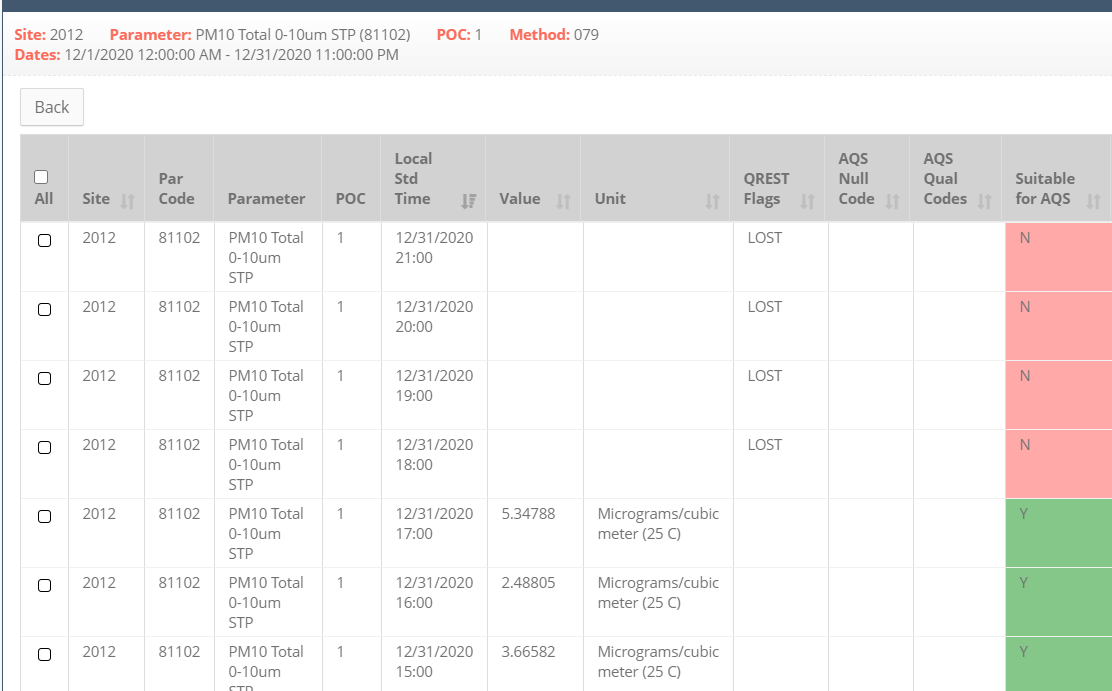 Site: 2012 Parameter: PM10 Total 0-10um STP (81102) POC: 1 Method: 079
Dates: 12/1/2020 12:00:00 AM - 12/31/2020 11:00:00 PM
Back
All Site Par Code Parameter POC Local Std Time Value Unit QREST Flags AQS Null Code AQS Qual Codes Suitable for AQS
2012 81102 PM10 Total 0-10um STP 1 12/31/2020 21:00 LOST N
2012 81102 PM10 Total 0-10um STP 1 12/31/2020 20:00 LOST N
2012 81102 PM10 Total 0-10um STP 1 12/31/2020 19:00 LOST N
2012 81102 PM10 Total 0-10um STP 1 12/31/2020 18:00 LOST N
2012 81102 PM10 Total 0-10um STP 1 12/31/2020 17:00 5.34788 Micrograms/cubic meter (25 C) Y
2012 81102 PM10 Total 0-10um STP 1 12/31/2020 16:00 2.48805 Micrograms/cubic meter (25 C) Y
2012 81102 PM10 Total 0-10um STP 1 12/31/2020 15:00 3.66582 Micrograms/cubic meter (25 C) Y